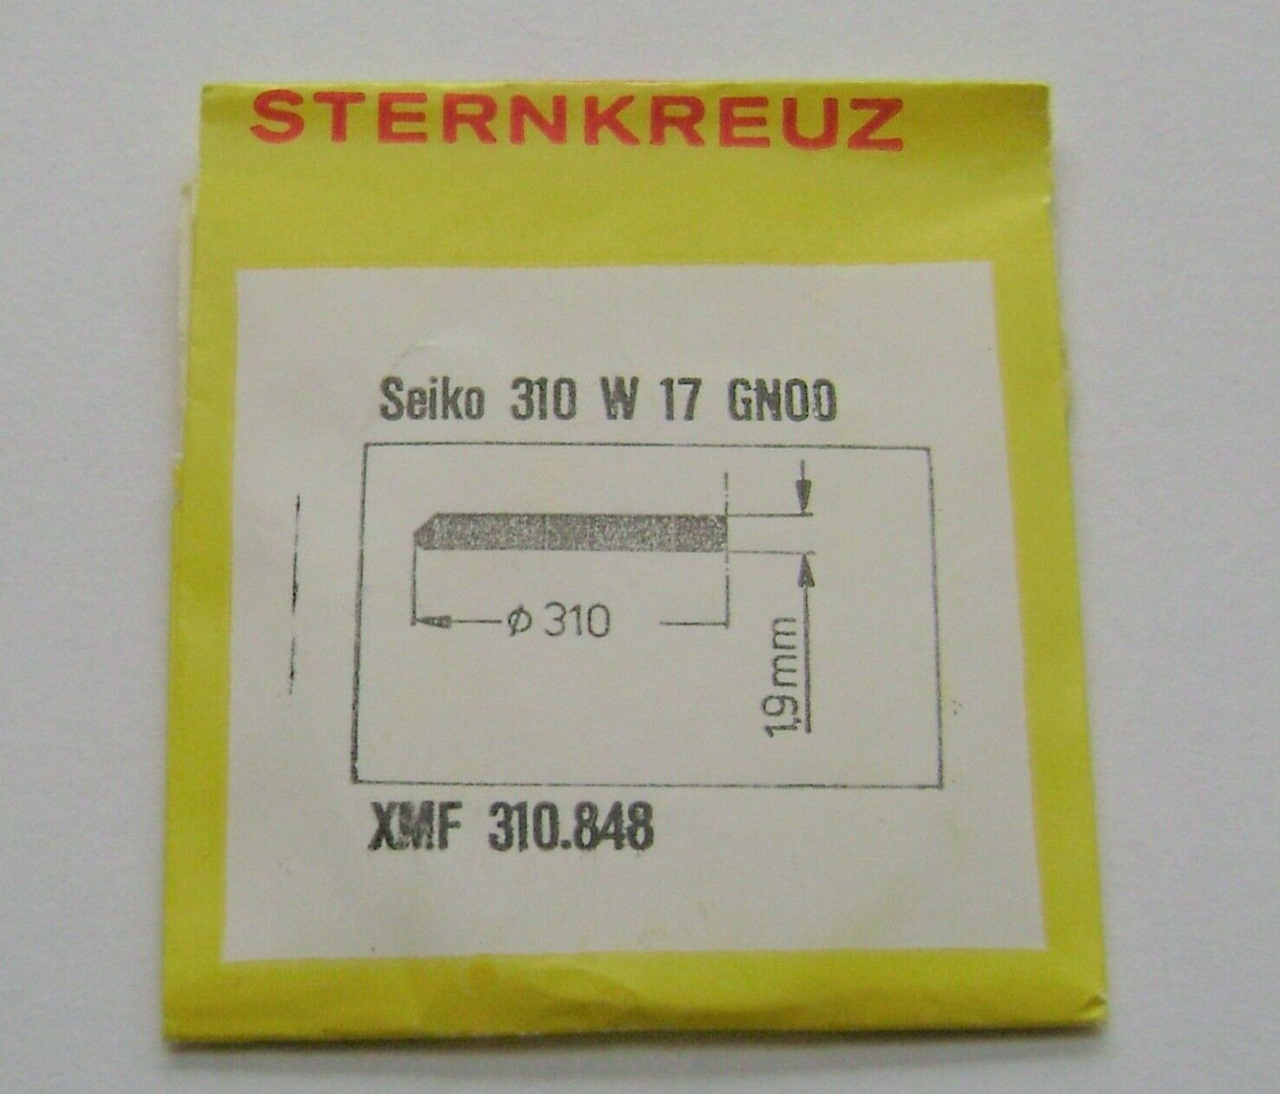 STERNKREUZ
Seiko 310 W 17 GN00
ø 310
1,9mm
XMF 310.848